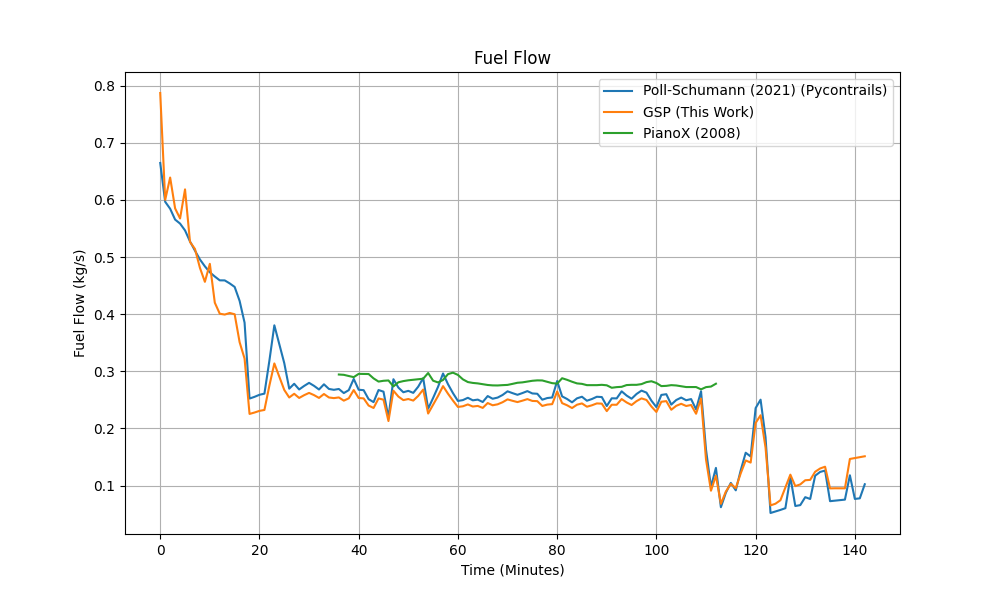 Fuel Flow
Poll-Schumann (2021) (Pycontrails)
GSP (This Work)
PianoX (2008)
Fuel Flow (kg/s)
0.8
0.7
0.6
0.5
0.4
0.3
0.2
0.1
0 20 40 60 80 100 120 140
Time (Minutes)